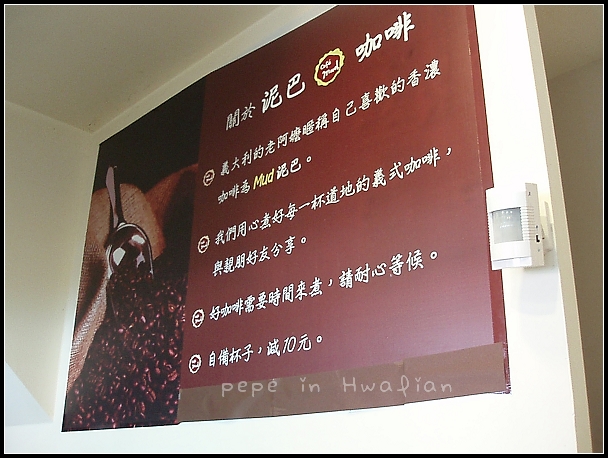 關於 泥巴 Café Mud 咖啡
義大利的老阿嬤暱稱自己喜歡的香濃
咖啡為 Mud 泥巴。
我們用心煮好每一杯道地的義式咖啡，
與親朋好友分享。
好咖啡需要時間來煮，請耐心等候。
自備杯子，減10元。
pepe in Hwalian